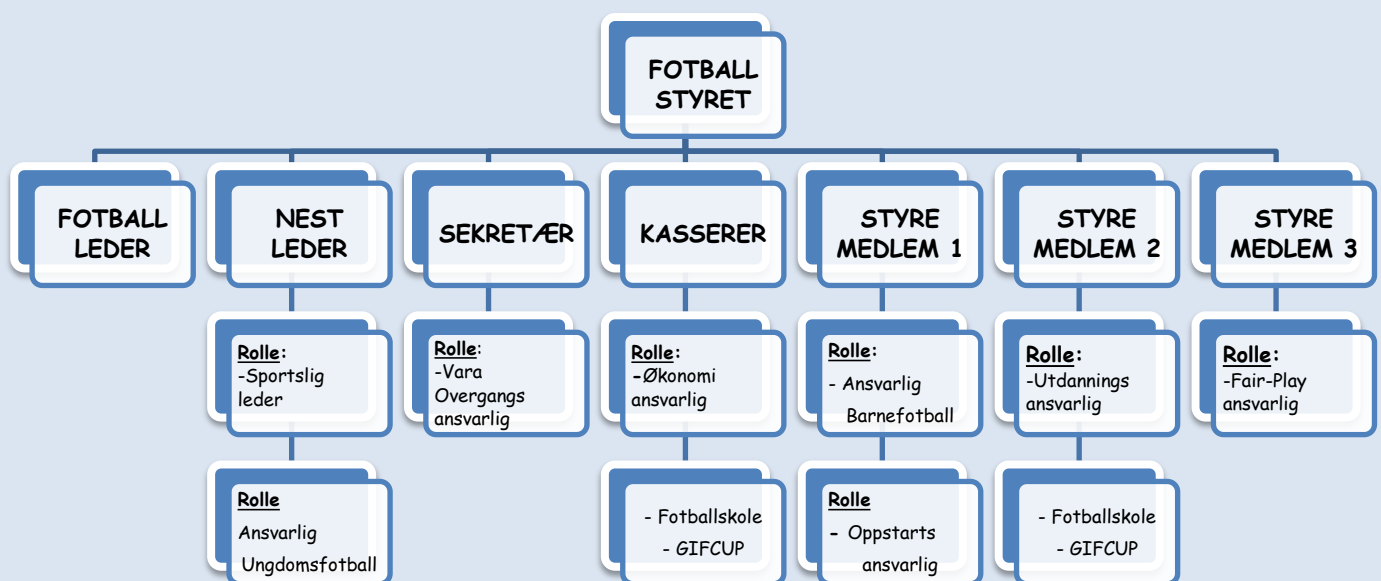 FOTBALL
STYRET
FOTBALL
LEDER
NEST
LEDER
SEKRETÆR
KASSERER
STYRE
MEDLEM 1
STYRE
MEDLEM 2
STYRE
MEDLEM 3
Rolle:
-Sportslig
leder
Rolle:
-Vara
Overgangs
ansvarlig
Rolle:
-Økonomi
ansvarlig
Rolle:
- Ansvarlig
Barnefotball
Rolle:
-Utdannings
ansvarlig
Rolle:
-Fair-Play
ansvarlig
Rolle
Ansvarlig
Ungdomsfotball
- Fotballskole
- GIFCUP
Rolle
- Oppstarts
ansvarlig
- Fotballskole
- GIFCUP